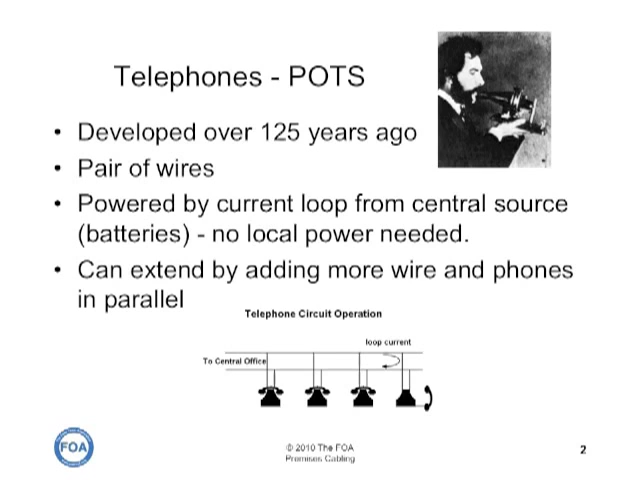 Telephones - POTS
• Developed over 125 years ago
• Pair of wires
• Powered by current loop from central source
(batteries) - no local power needed.
• Can extend by adding more wire and phones
in parallel
Telephone Circuit Operation
loop current
To Central Office
FOA
© 2010 The FOA
Premises Cabling
2